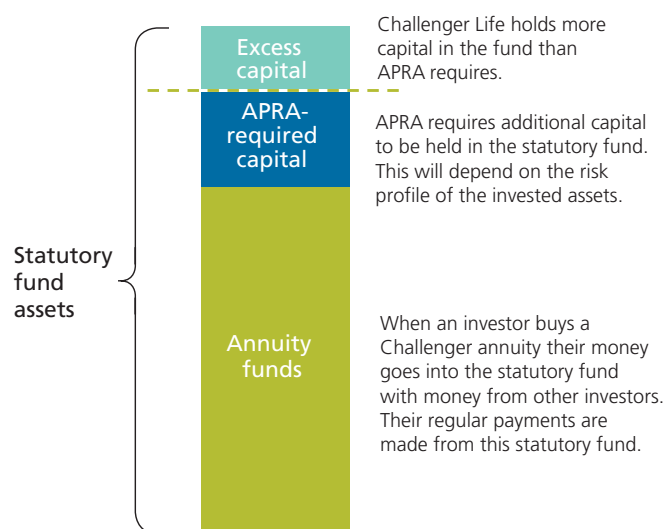 Excess
capital
Challenger Life holds more
capital in the fund than
APRA requires.
APRA-
required
capital
APRA requires additional capital
to be held in the statutory fund.
This will depend on the risk
profile of the invested assets.
Statutory
fund
assets
Annuity
funds
When an investor buys a
Challenger annuity their money
goes into the statutory fund
with money from other investors.
Their regular payments are
made from this statutory fund.